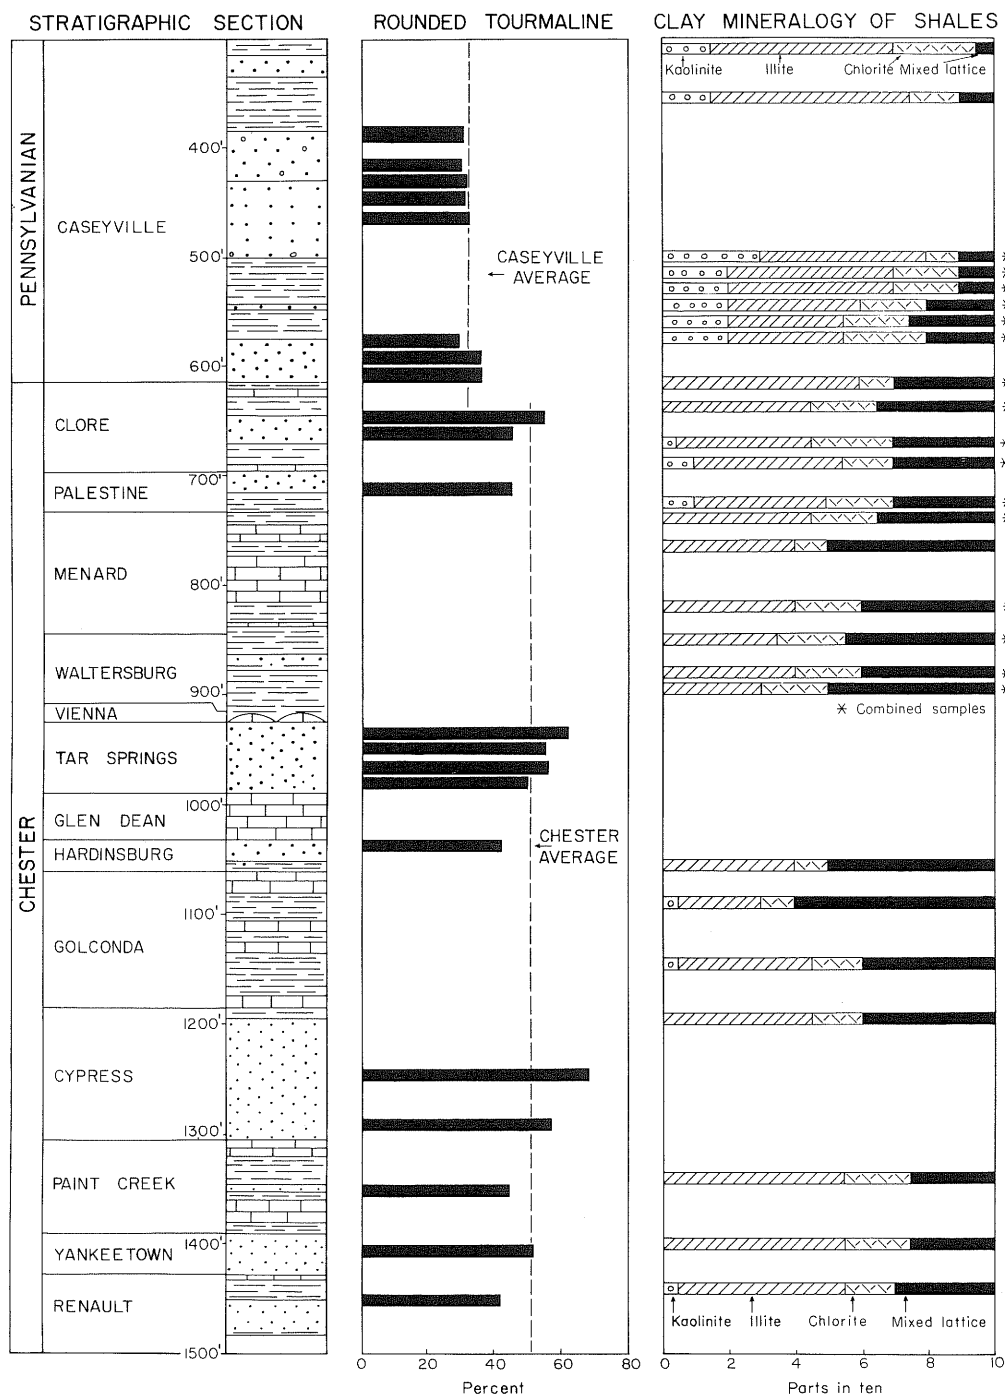 STRATIGRAPHIC SECTION
ROUNDED TOURMALINE
CLAY MINERALOGY OF SHALES
Kaolinite
Illite
Chlorite
Mixed lattice
PENNSYLVANIAN
CHESTER
CASEYVILLE
CLORE
PALESTINE
MENARD
WALTERSBURG
VIENNA
TAR SPRINGS
GLEN DEAN
HARDINSBURG
GOLCONDA
CYPRESS
PAINT CREEK
YANKEETOWN
RENAULT
400'
500'
600'
700'
800'
900'
1000'
1100'
1200'
1300'
1400'
1500'
CASEYVILLE
← AVERAGE
←CHESTER
AVERAGE
* Combined samples
Kaolinite
Illite
Chlorite
Mixed lattice
0 20 40 60 80
Percent
0 2 4 6 8 10
Parts in ten